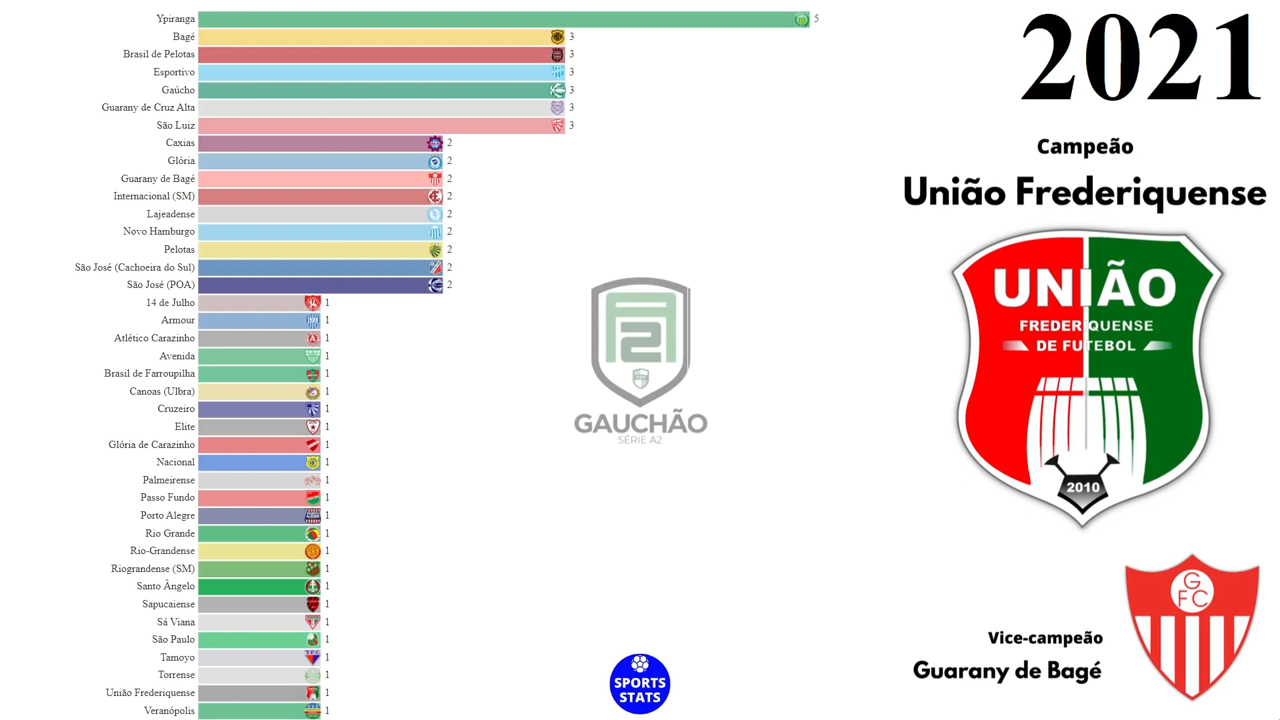 Ypiranga 5
Bagé 3
Brasil de Pelotas 3
Esportivo 3
Gaúcho 3
Guarany de Cruz Alta 3
São Luiz 3
Caxias 2
Glória 2
Guarany de Bagé 2
Internacional (SM) 2
Lajeadense 2
Novo Hamburgo 2
Pelotas 2
São José (Cachoeira do Sul) 2
São José (POA) 2
14 de Julho 1
Armour 1
Atlético Carazinho 1
Avenida 1
Brasil de Farroupilha 1
Canoas (Ulbra) 1
Cruzeiro 1
Elite 1
Glória de Carazinho 1
Nacional 1
Palmeirense 1
Passo Fundo 1
Porto Alegre 1
Rio Grande 1
Rio-Grandense 1
Riograndense (SM) 1
Santo Ângelo 1
Sapucaiense 1
Sá Viana 1
São Paulo 1
Tamoyo 1
Torrense 1
União Frederiquense 1
Veranópolis 1
A2
GAUCHÃO
SÉRIE A2
SPORTS
STATS
2021
Campeão
União Frederiquense
UNIÃO
FREDERIQUENSE
DE FUTEBOL
2010
Vice-campeão
Guarany de Bagé
G
FC